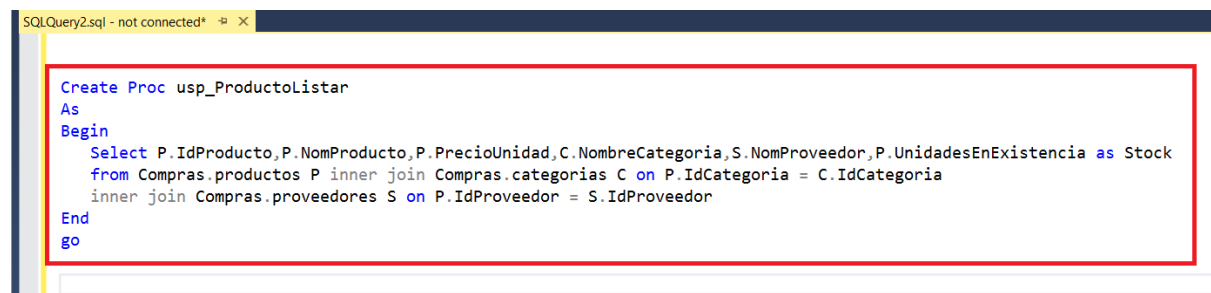 SQLQuery2.sql - not connected*
Create Proc usp_ProductoListar
As
Begin
Select P.IdProducto,P.NomProducto,P.PrecioUnidad,C.NombreCategoria,S.NomProveedor,P.UnidadesEnExistencia as Stock
from Compras.productos P inner join Compras.categorias C on P.IdCategoria = C.IdCategoria
inner join Compras.proveedores S on P.IdProveedor = S.IdProveedor
End
go